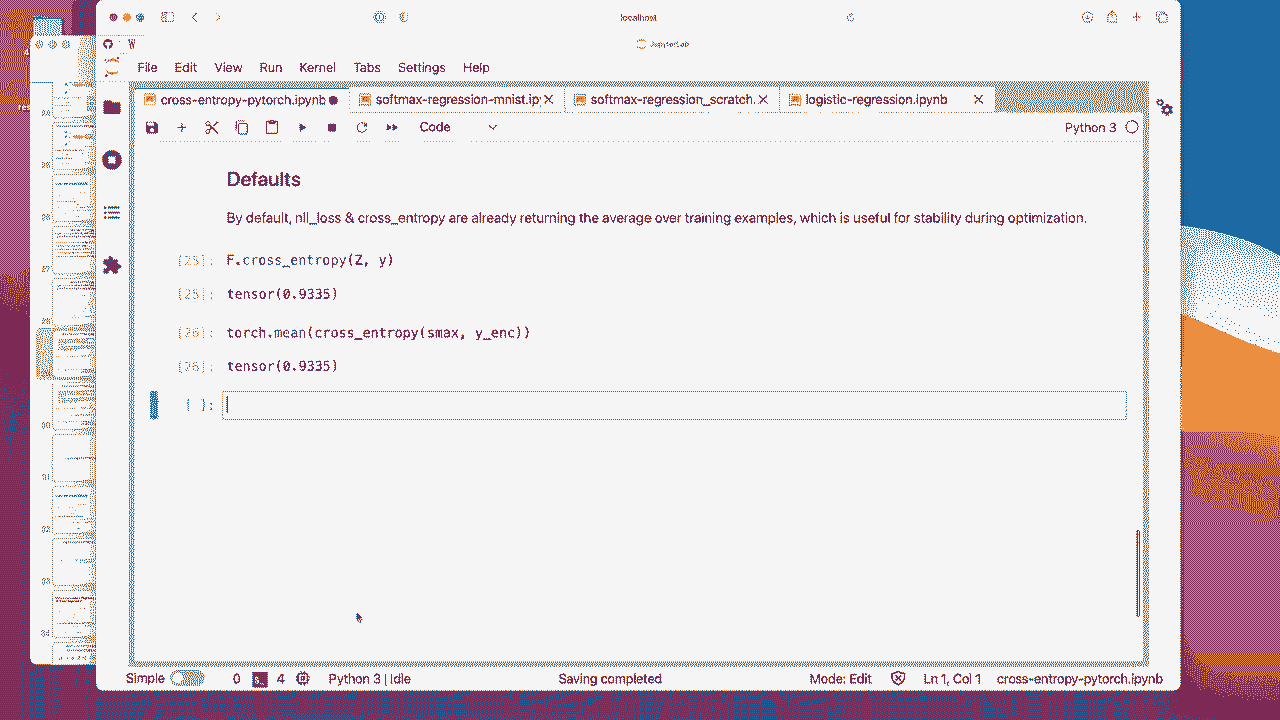 localhost
JupyterLab
File Edit View Run Kernel Tabs Settings Help
cross-entropy-pytorch.ipynb softmax-regression-mnist.ip softmax-regression_scratch. logistic-regression.ipynb
Code Python 3
Defaults
By default, nll_loss & cross_entropy are already returning the average over training examples, which is useful for stability during optimization.
[25]: F.cross_entropy(Z, y)
[25]: tensor(0.9335)
[26]: torch.mean(cross_entropy(smax, y_enc))
[26]: tensor(0.9335)
[ ]:
Simple 0 4 Python 3 | Idle Saving completed Mode: Edit Ln 1, Col 1 cross-entropy-pytorch.ipynb